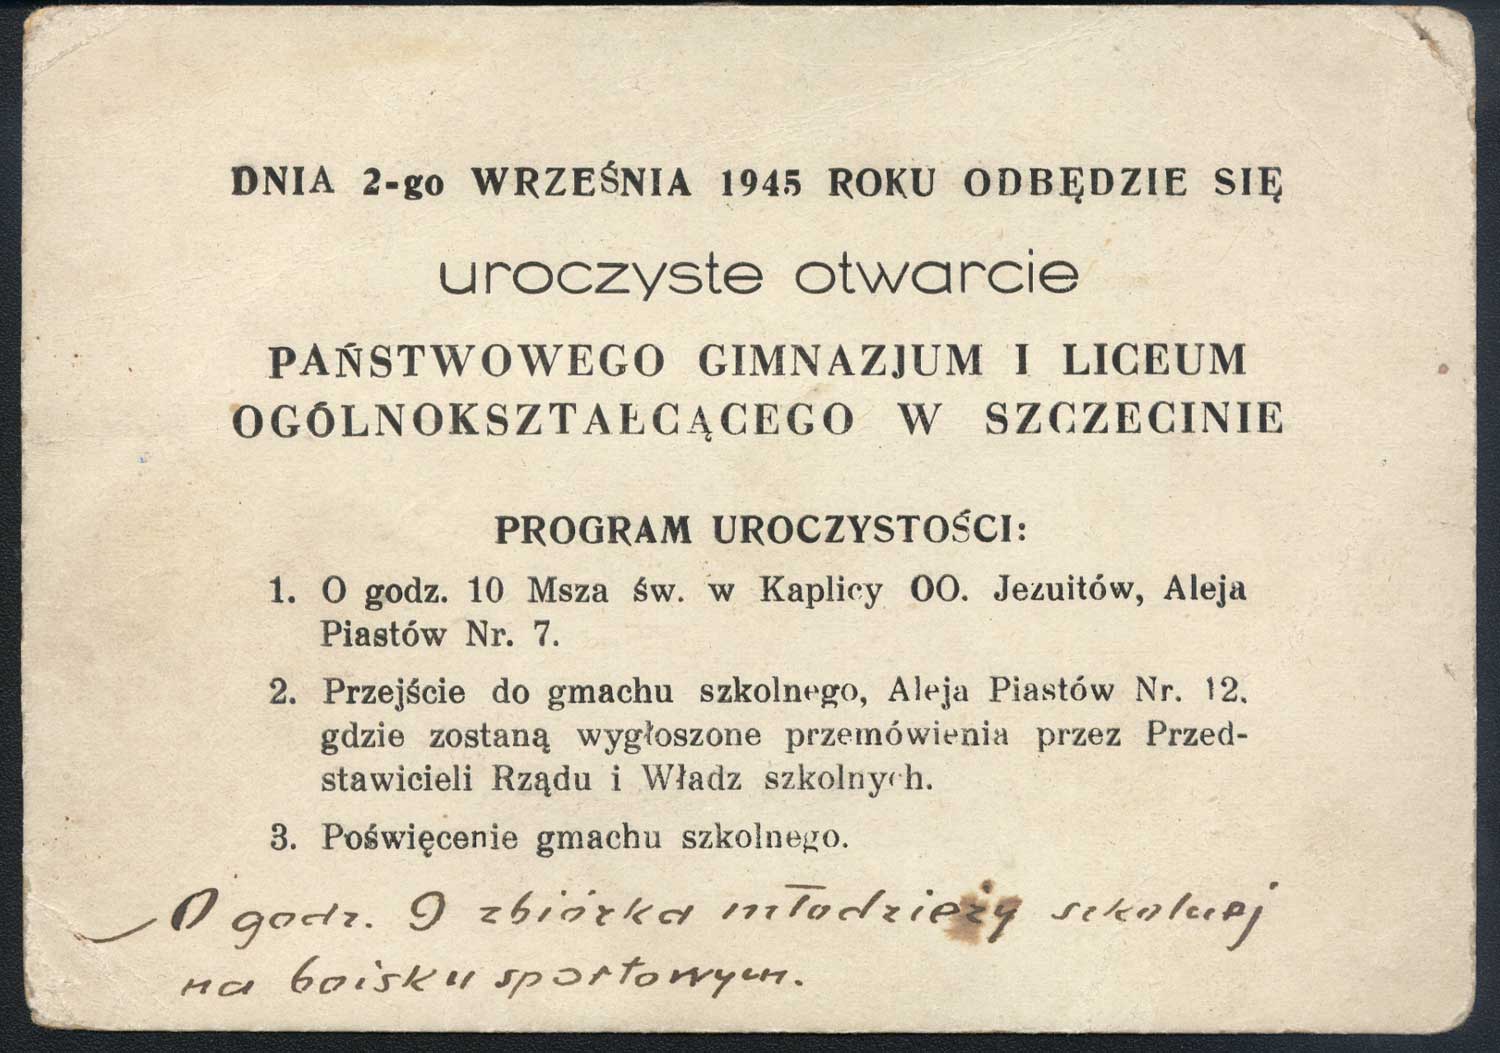 DNIA 2-go WRZEŚNIA 1945 ROKU ODBĘDZIE SIĘ
uroczyste otwarcie
PAŃSTWOWEGO GIMNAZJUM I LICEUM
OGÓLNOKSZTAŁCĄCEGO W SZCZECINIE
PROGRAM UROCZYSTOŚCI:
1. O godz. 10 Msza św. w Kaplicy OO. Jezuitów, Aleja
Piastów Nr. 7.
2. Przejście do gmachu szkolnego, Aleja Piastów Nr. 12.
gdzie zostaną wygłoszone przemówienia przez Przed-
stawicieli Rządu i Władz szkolnych.
3. Poświęcenie gmachu szkolnego.
O godz. 9 zbiórka młodzieży szkolnej
na boisku sportowym.